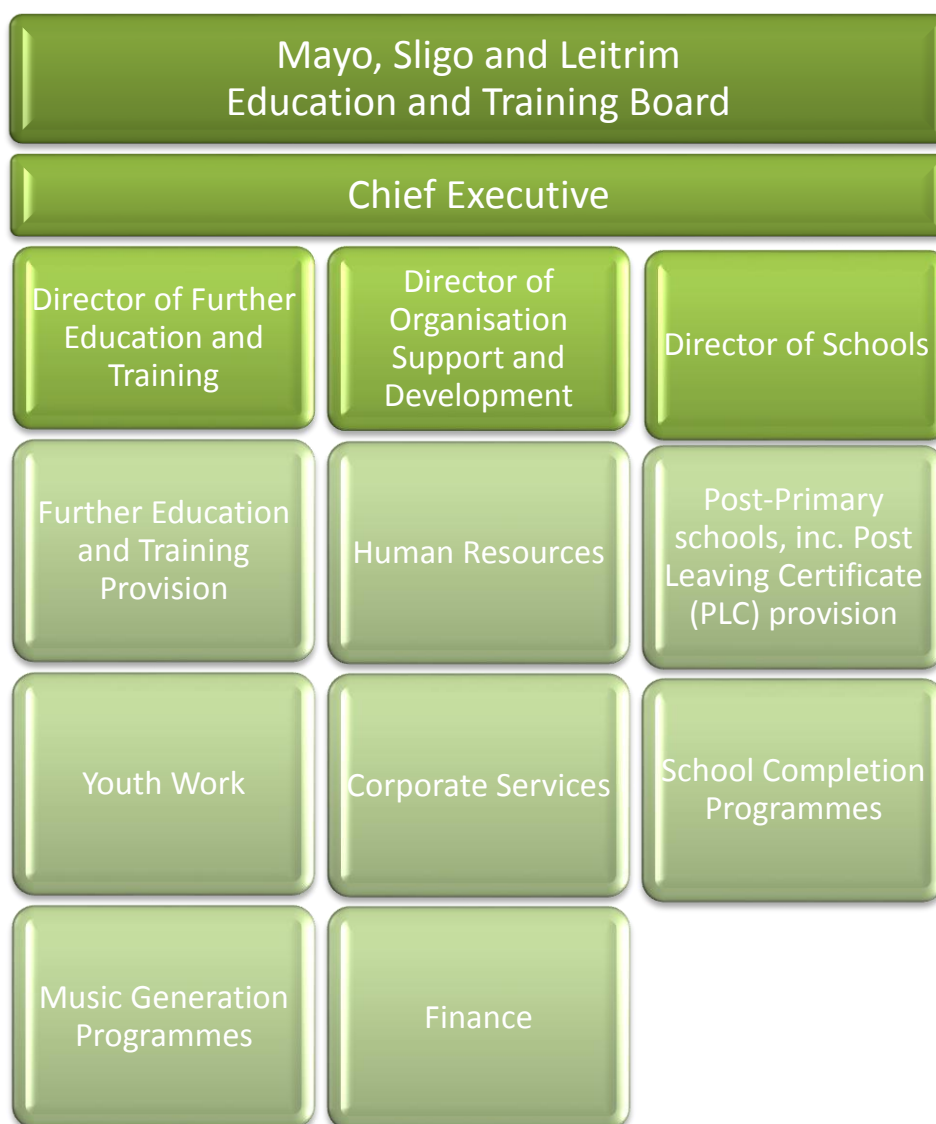 Mayo, Sligo and Leitrim
Education and Training Board
Chief Executive
Director of Further
Education and
Training
Director of
Organisation
Support and
Development
Director of Schools
Further Education
and Training
Provision
Human Resources
Post-Primary
schools, inc. Post
Leaving Certificate
(PLC) provision
Youth Work
Corporate Services
School Completion
Programmes
Music Generation
Programmes
Finance